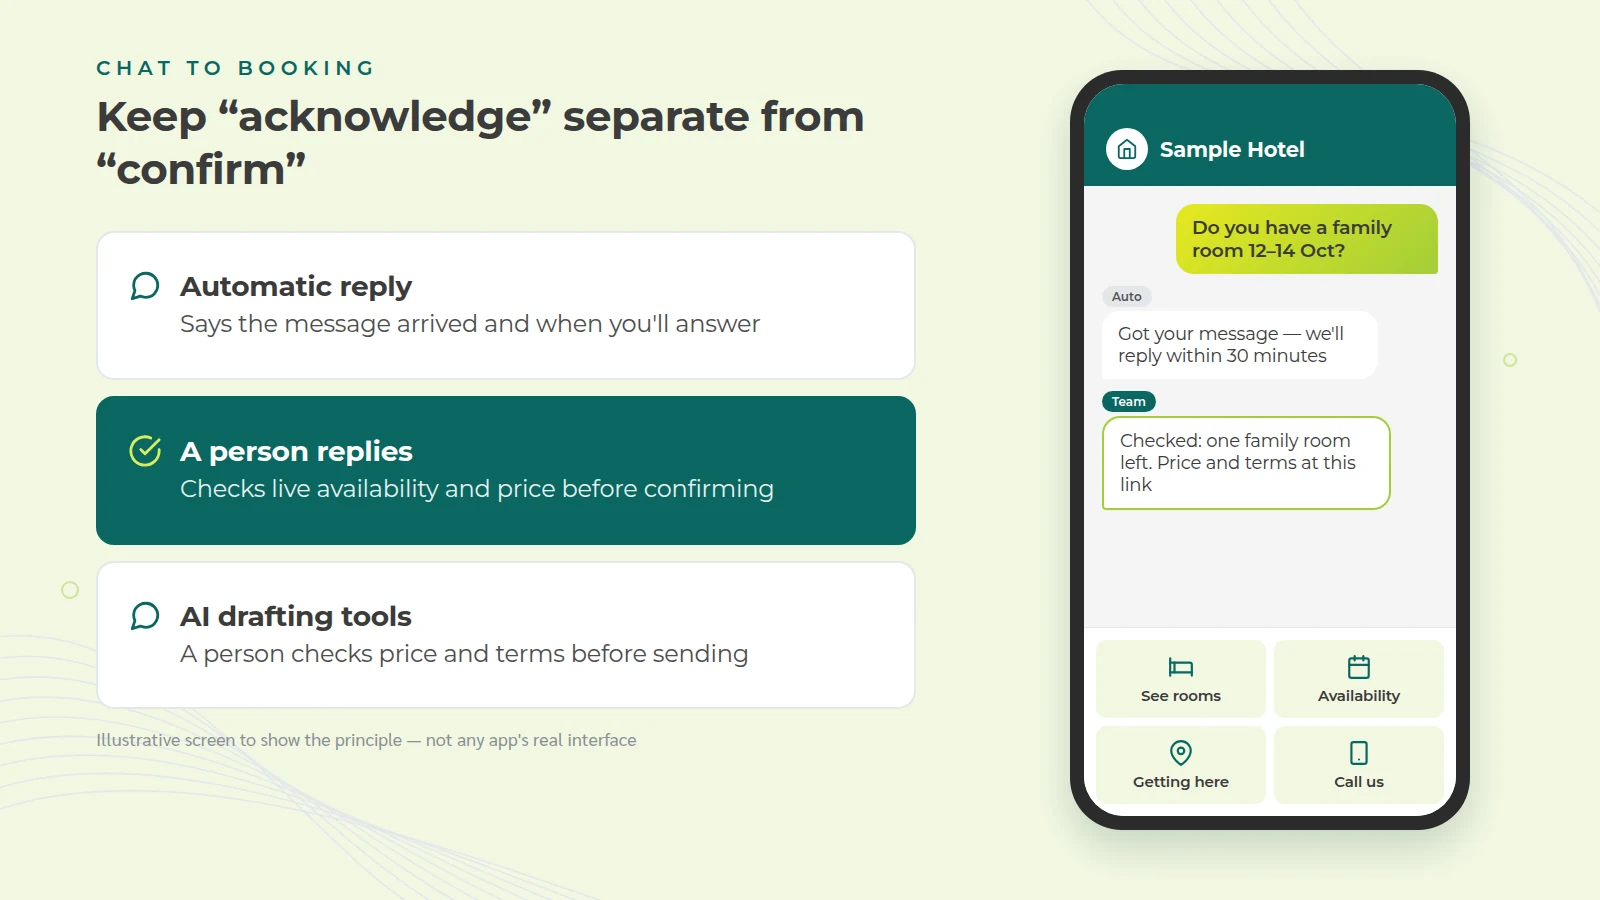 CHAT TO BOOKING
Keep “acknowledge” separate from
“confirm”
Automatic reply
Says the message arrived and when you'll answer
A person replies
Checks live availability and price before confirming
AI drafting tools
A person checks price and terms before sending
Illustrative screen to show the principle — not any app's real interface
Sample Hotel
Do you have a family
room 12–14 Oct?
Auto
Got your message — we'll
reply within 30 minutes
Team
Checked: one family room
left. Price and terms at this
link
See rooms
Availability
Getting here
Call us